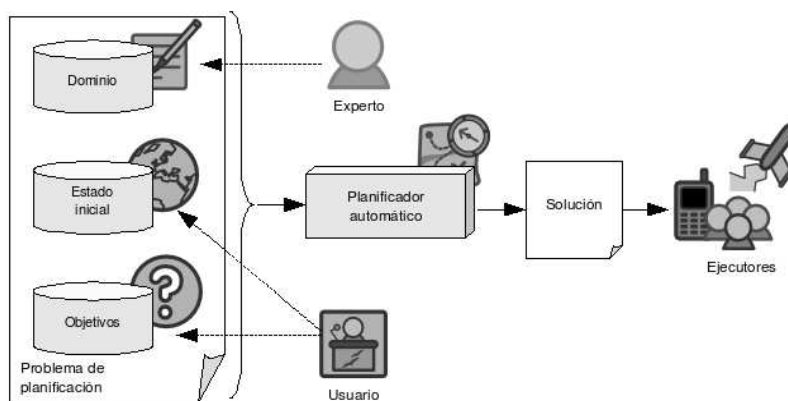 Dominio
Experto
Estado
inicial
Planificador
automático
Solución
Ejecutores
Objetivos
Problema de
planificación
Usuario